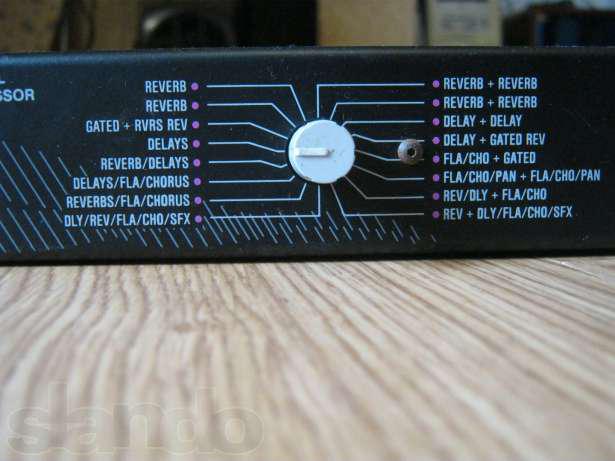 L
SSOR
REVERB
REVERB
GATED + RVRS REV
DELAYS
REVERB/DELAYS
DELAYS/FLA/CHORUS
REVERBS/FLA/CHORUS
DLY/REV/FLA/CHO/SFX
REVERB + REVERB
REVERB + REVERB
DELAY + DELAY
DELAY + GATED REV
FLA/CHO + GATED
FLA/CHO/PAN + FLA/CHO/PAN
REV/DLY + FLA/CHO
REV + DLY/FLA/CHO/SFX
slando